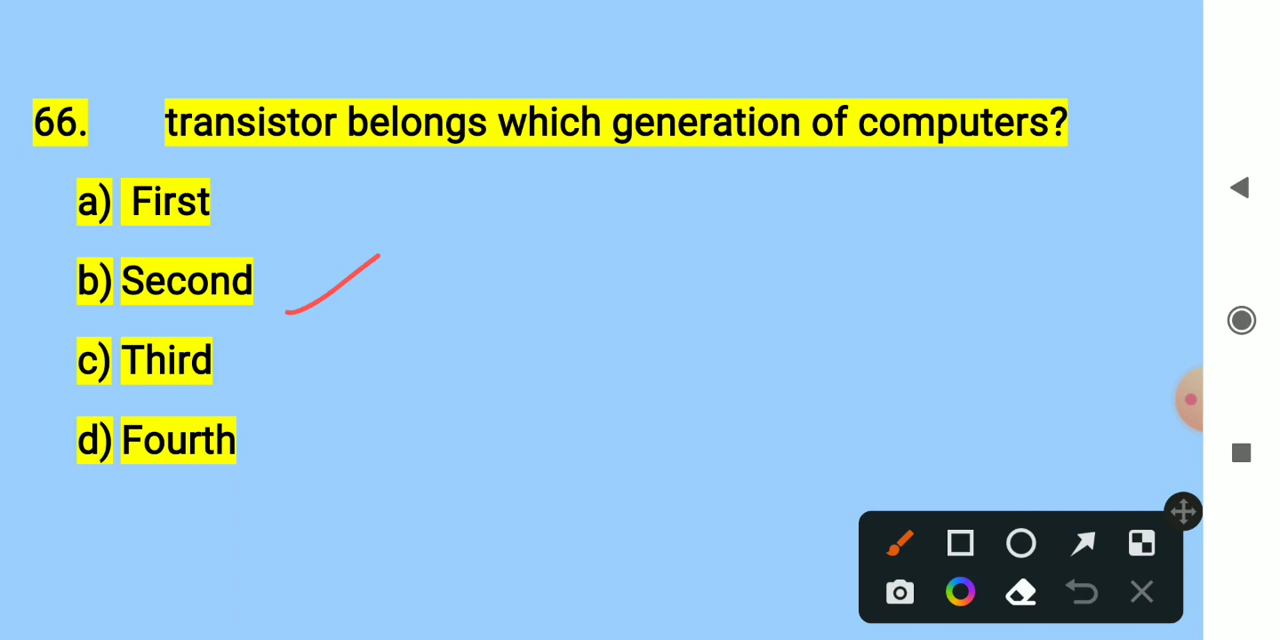 66. transistor belongs which generation of computers?
a) First
b) Second
c) Third
d) Fourth